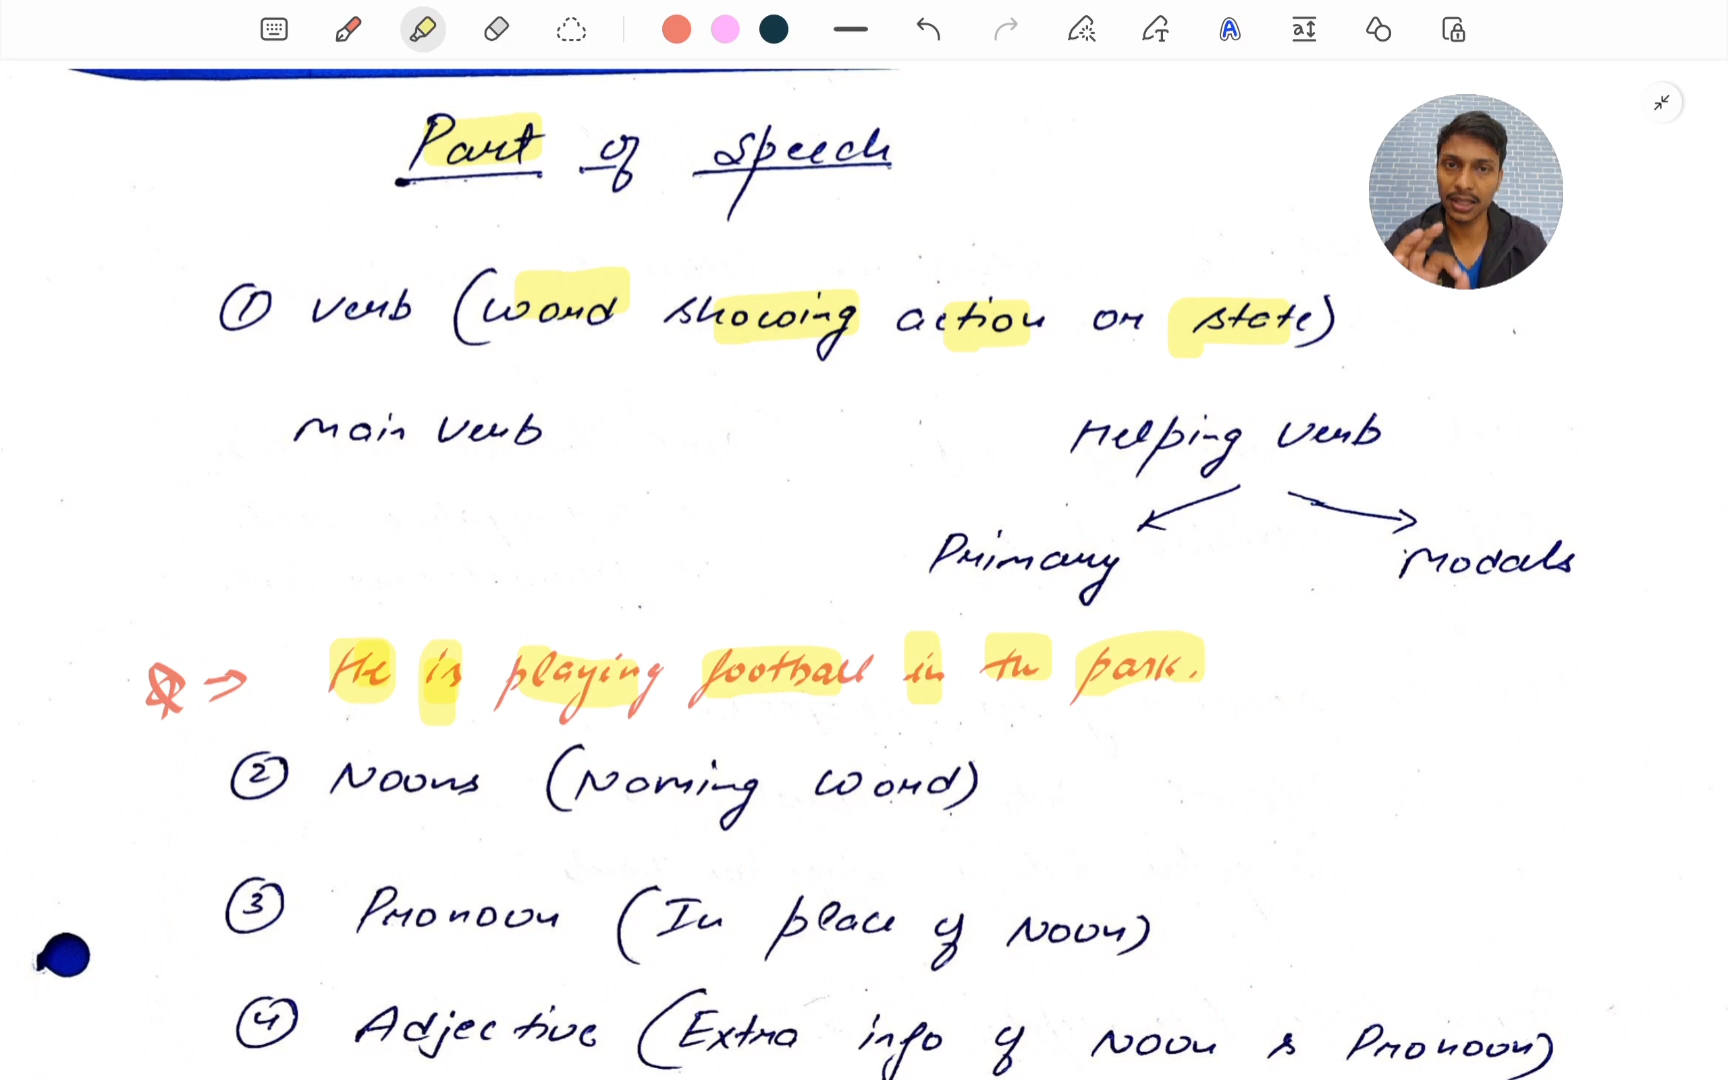 Part of Speech
① Verb (word showing action or state)
Main Verb Helping Verb
Primary Modals
Q → He is playing football in the park.
② Nouns (Naming word)
③ Pronoun (In place of Noun)
④ Adjective (Extra info of Noun & Pronoun)